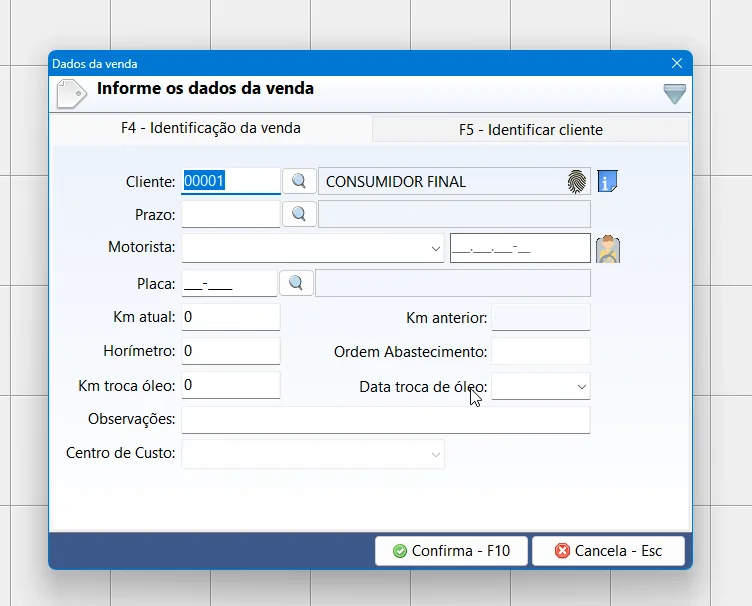 Dados da venda
Informe os dados da venda
F4 - Identificação da venda
F5 - Identificar cliente
Cliente: 00001 CONSUMIDOR FINAL
Prazo:
Motorista: __.___.___-__
Placa: ___-____
Km atual: 0 Km anterior:
Horímetro: 0 Ordem Abastecimento:
Km troca óleo: 0 Data troca de óleo:
Observações:
Centro de Custo:
Confirma - F10 Cancela - Esc